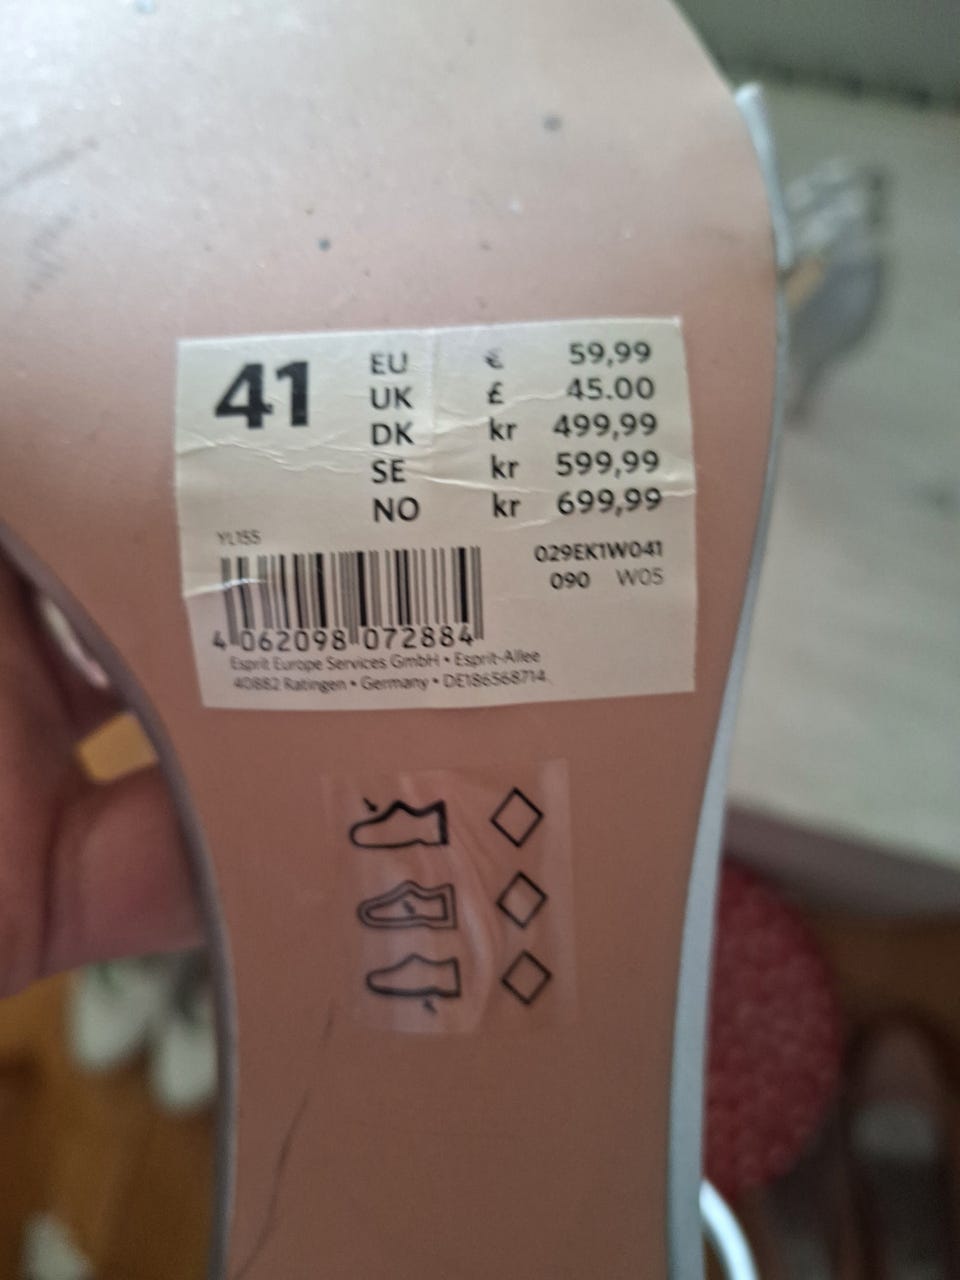 41 EU € 59,99
UK £ 45.00
DK kr 499,99
SE kr 599,99
NO kr 699,99
YL155
029EK1W041
090 W05
4 062098 072884
Esprit Europe Services GmbH • Esprit-Allee
40882 Ratingen • Germany • DE186568714